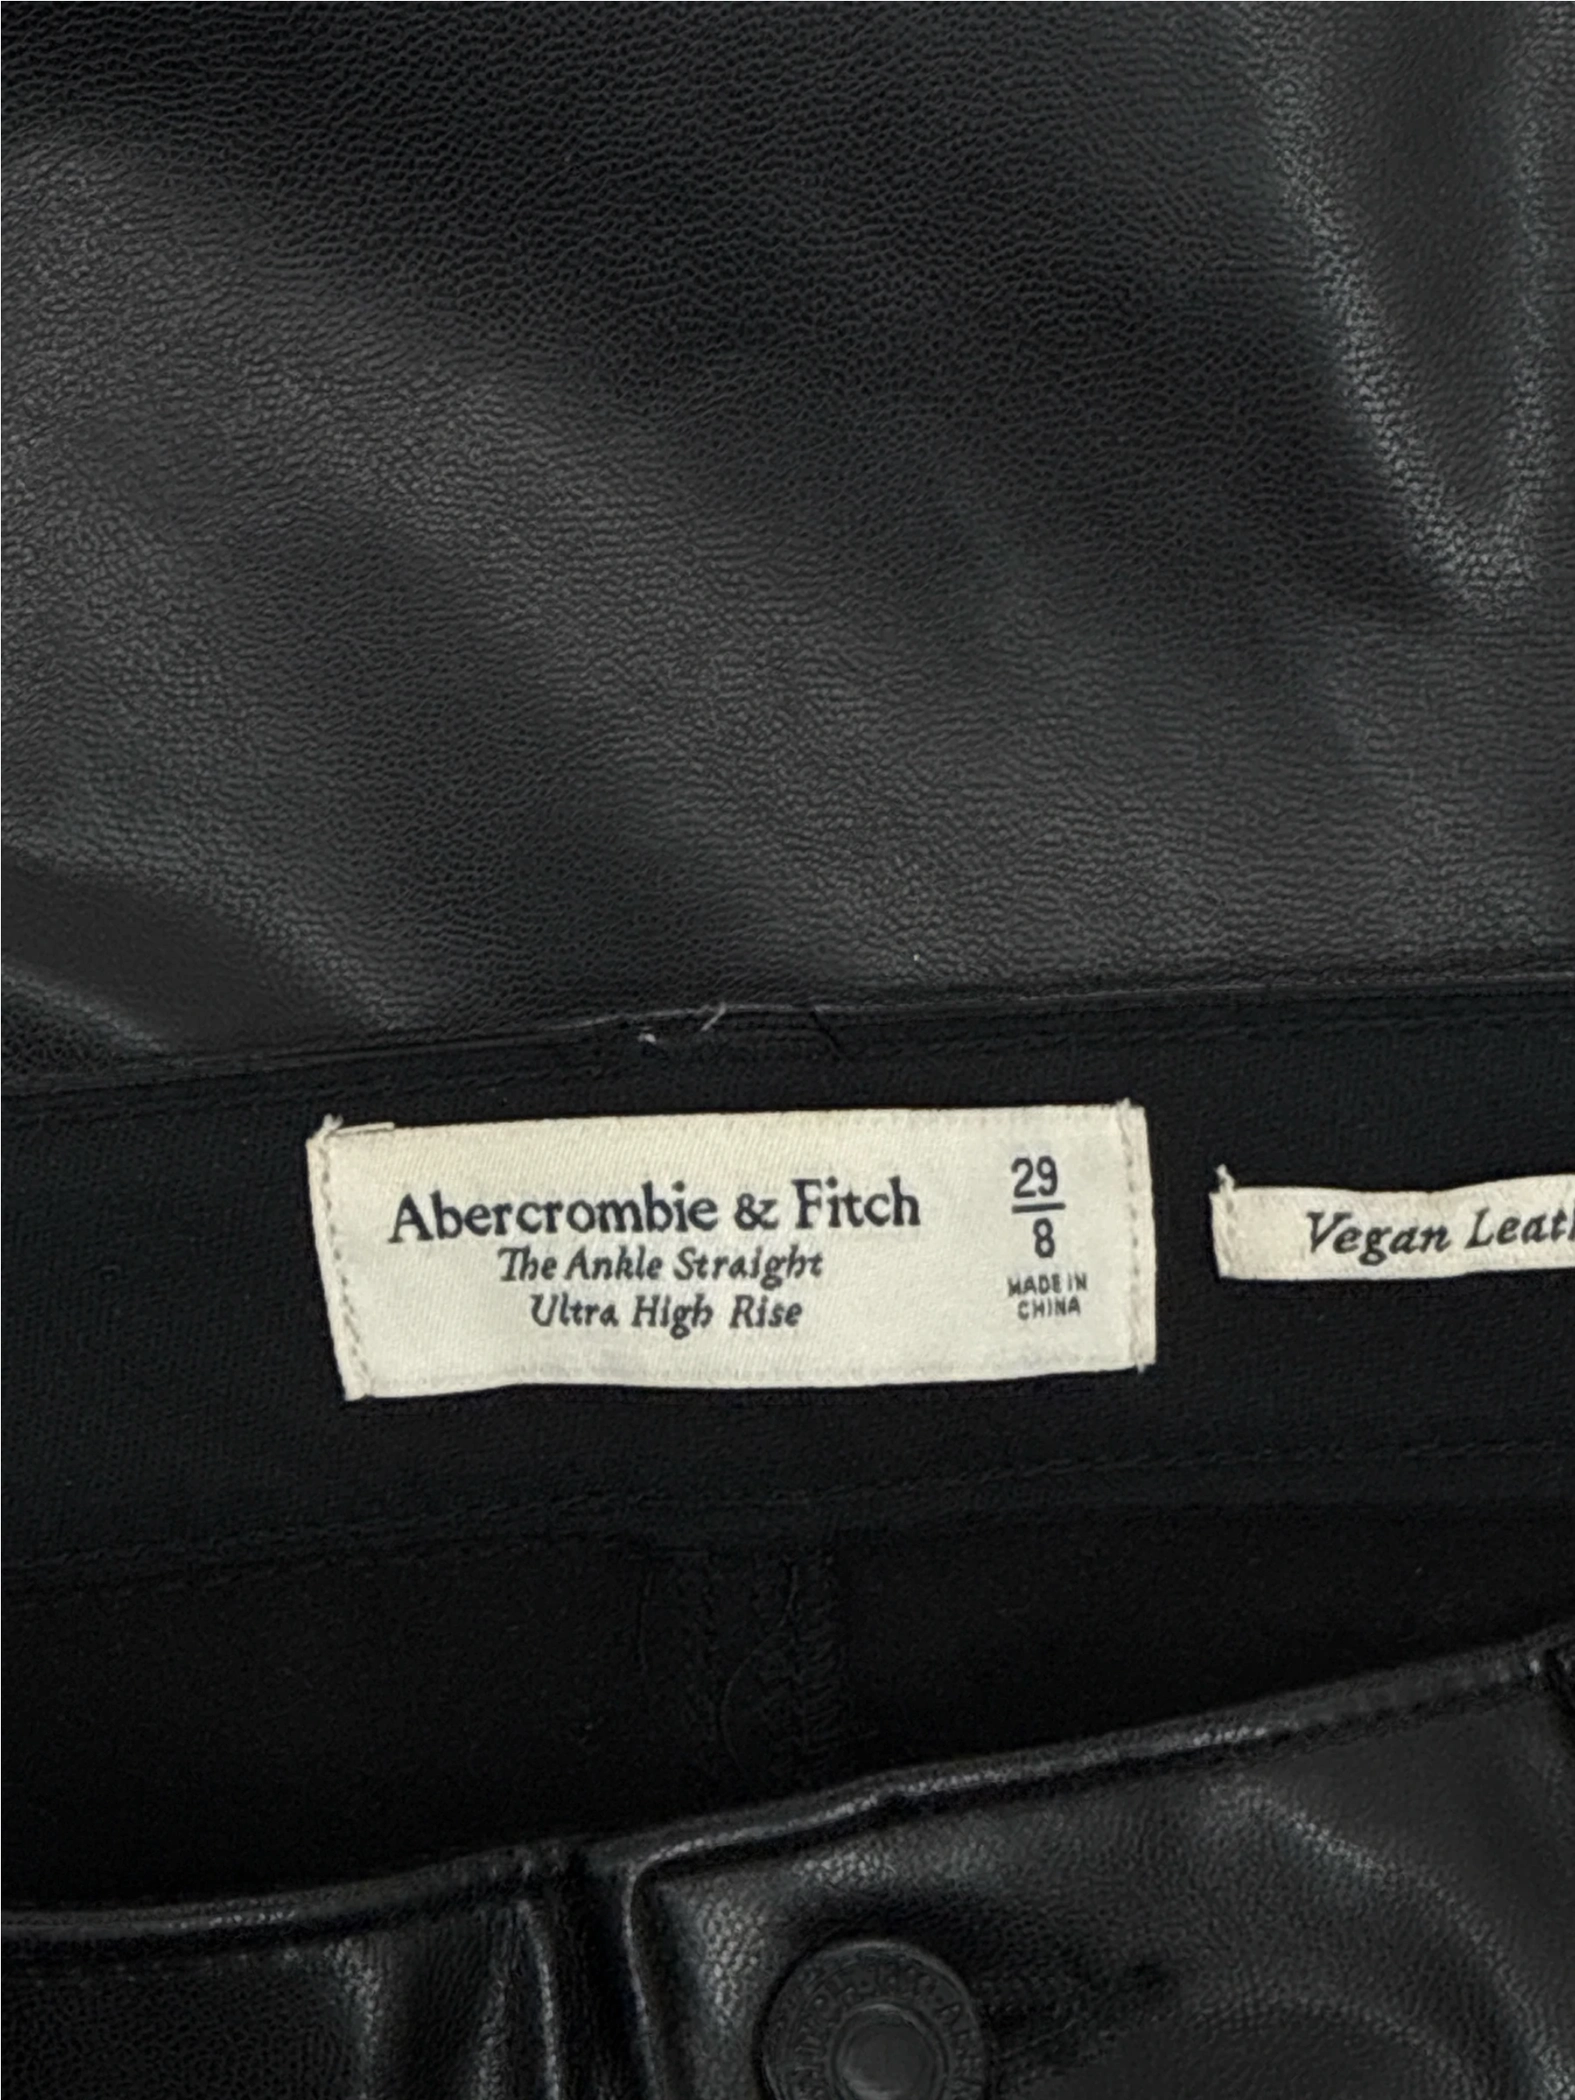 Abercrombie & Fitch
The Ankle Straight
Ultra High Rise
29
8
MADE IN
CHINA
Vegan